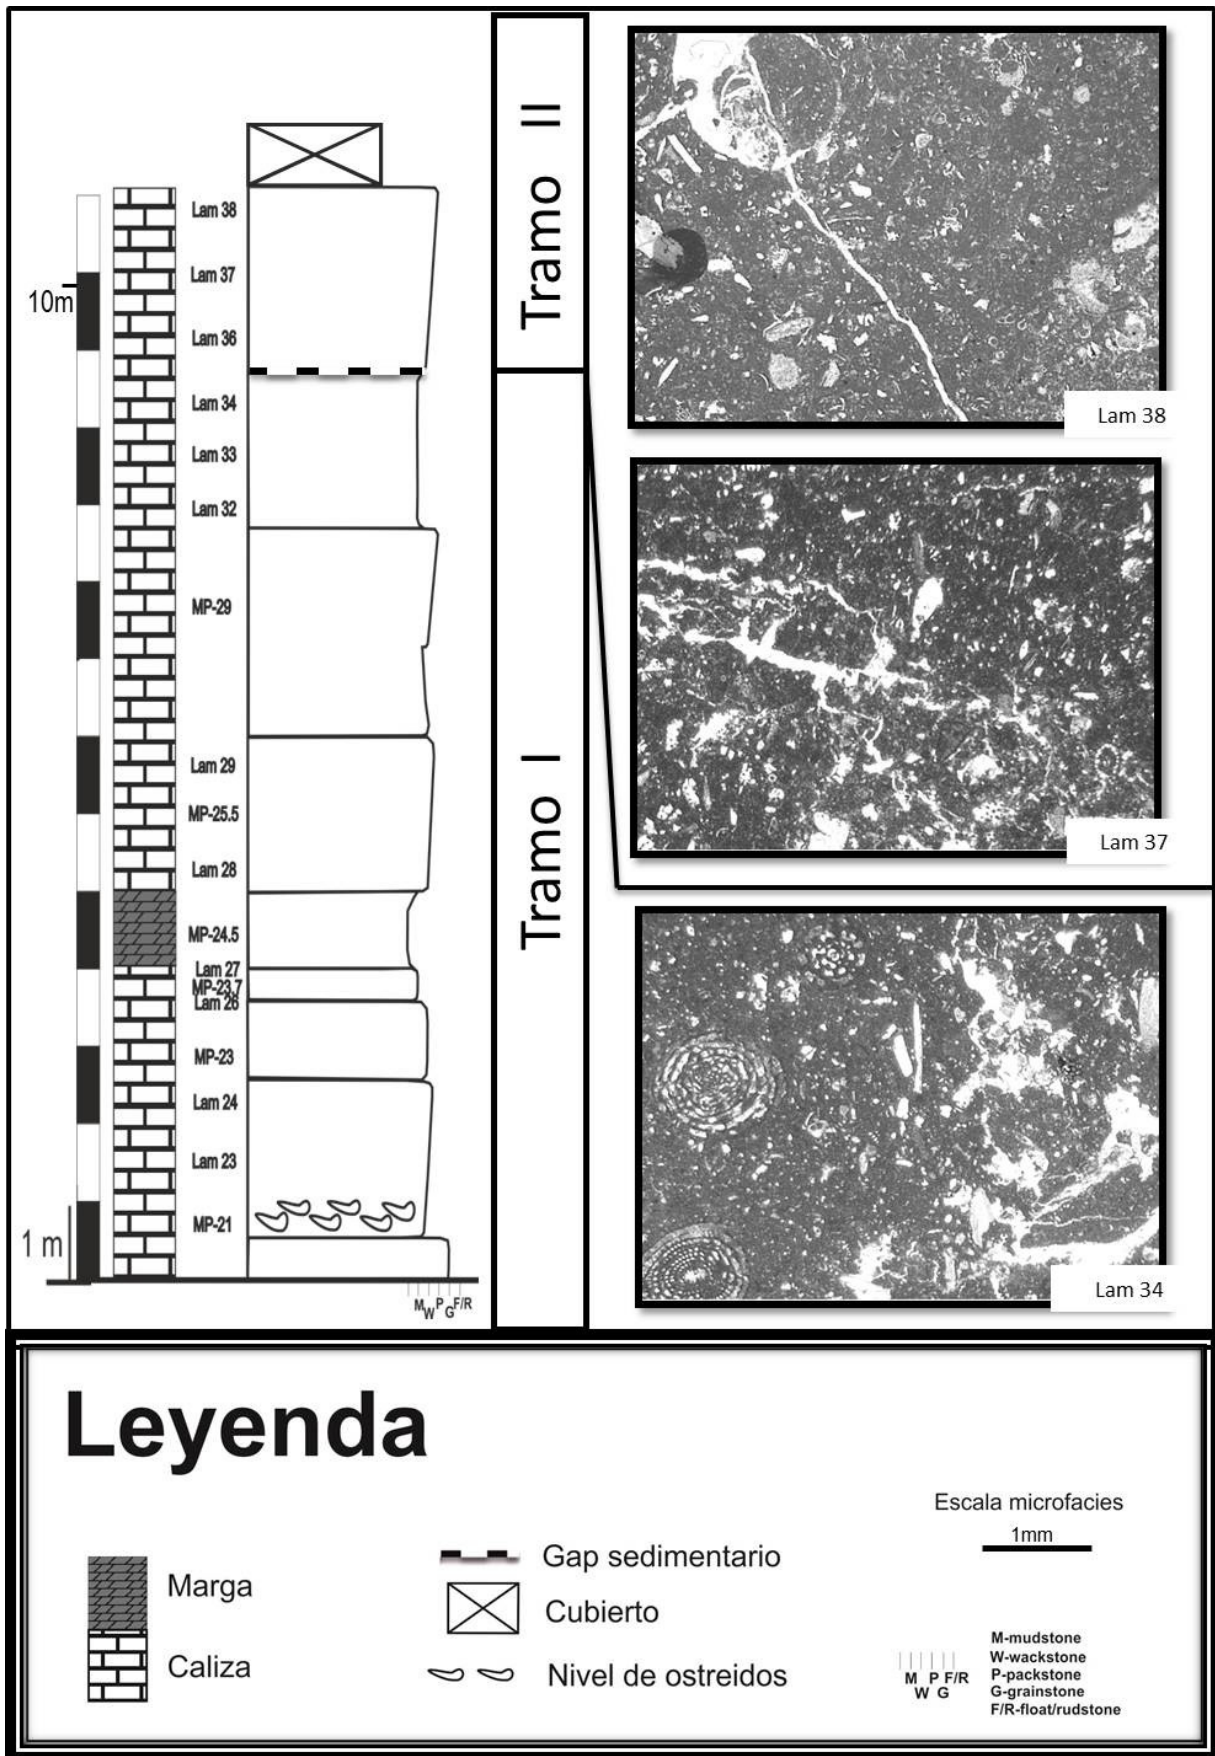 Tramo II
Tramo I
10m
1 m
Lam 38
Lam 37
Lam 36
Lam 34
Lam 33
Lam 32
MP-29
Lam 29
MP-25.5
Lam 28
MP-24.5
Lam 27
MP-23.7
Lam 26
MP-23
Lam 24
Lam 23
MP-21
M W P G F/R
Lam 38
Lam 37
Lam 34
Leyenda
Marga
Caliza
Gap sedimentario
Cubierto
Nivel de ostreidos
Escala microfacies
1mm
M P F/R
W G
M-mudstone
W-wackstone
P-packstone
G-grainstone
F/R-float/rudstone